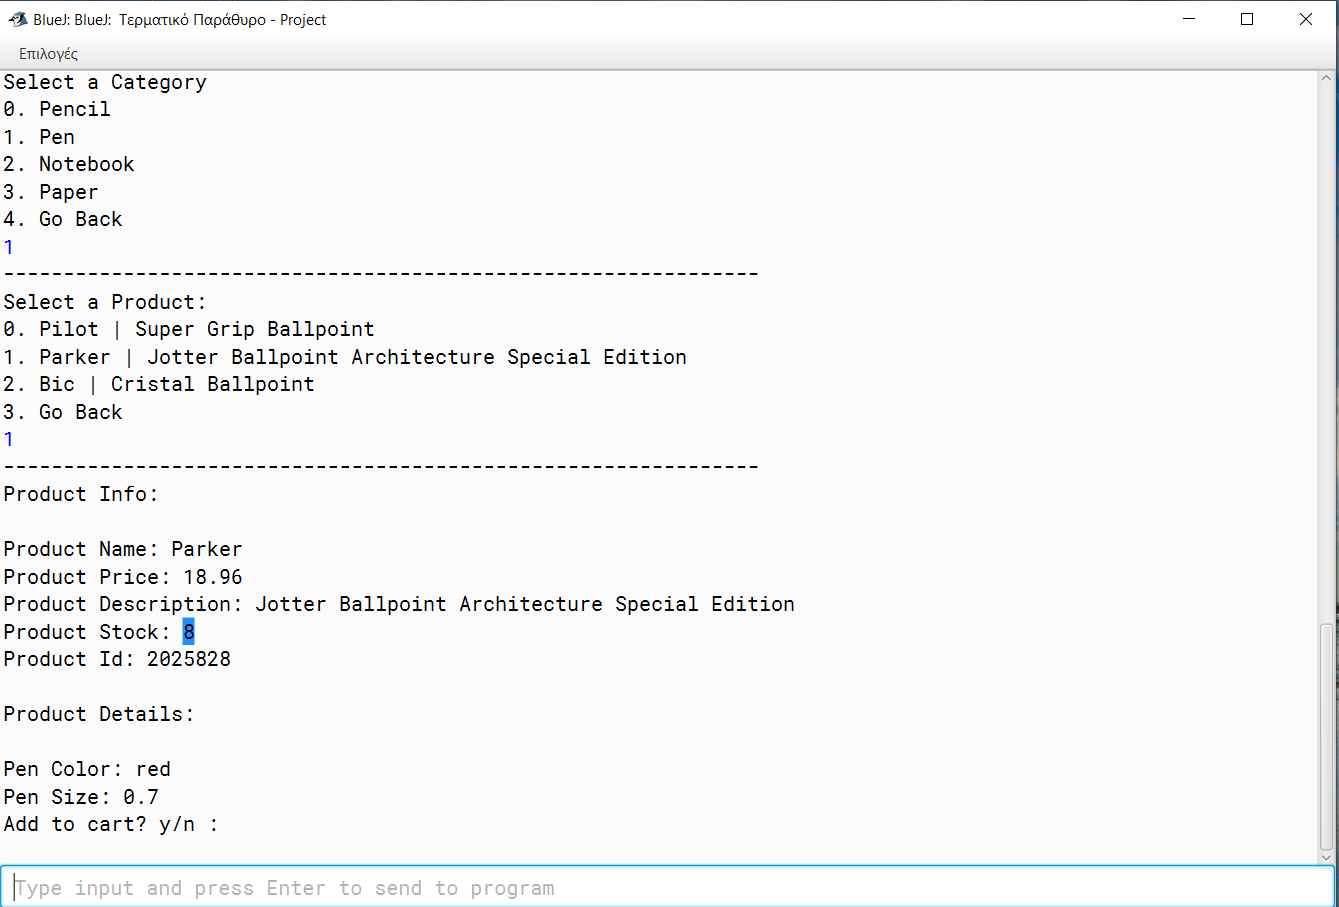 BlueJ: BlueJ:  Τερματικό Παράθυρο - Project
Επιλογές
Select a Category
0. Pencil
1. Pen
2. Notebook
3. Paper
4. Go Back
1
---------------------------------------------------------------
Select a Product:
0. Pilot | Super Grip Ballpoint
1. Parker | Jotter Ballpoint Architecture Special Edition
2. Bic | Cristal Ballpoint
3. Go Back
1
---------------------------------------------------------------
Product Info:
Product Name: Parker
Product Price: 18.96
Product Description: Jotter Ballpoint Architecture Special Edition
Product Stock: 8
Product Id: 2025828
Product Details:
Pen Color: red
Pen Size: 0.7
Add to cart? y/n :
Type input and press Enter to send to program